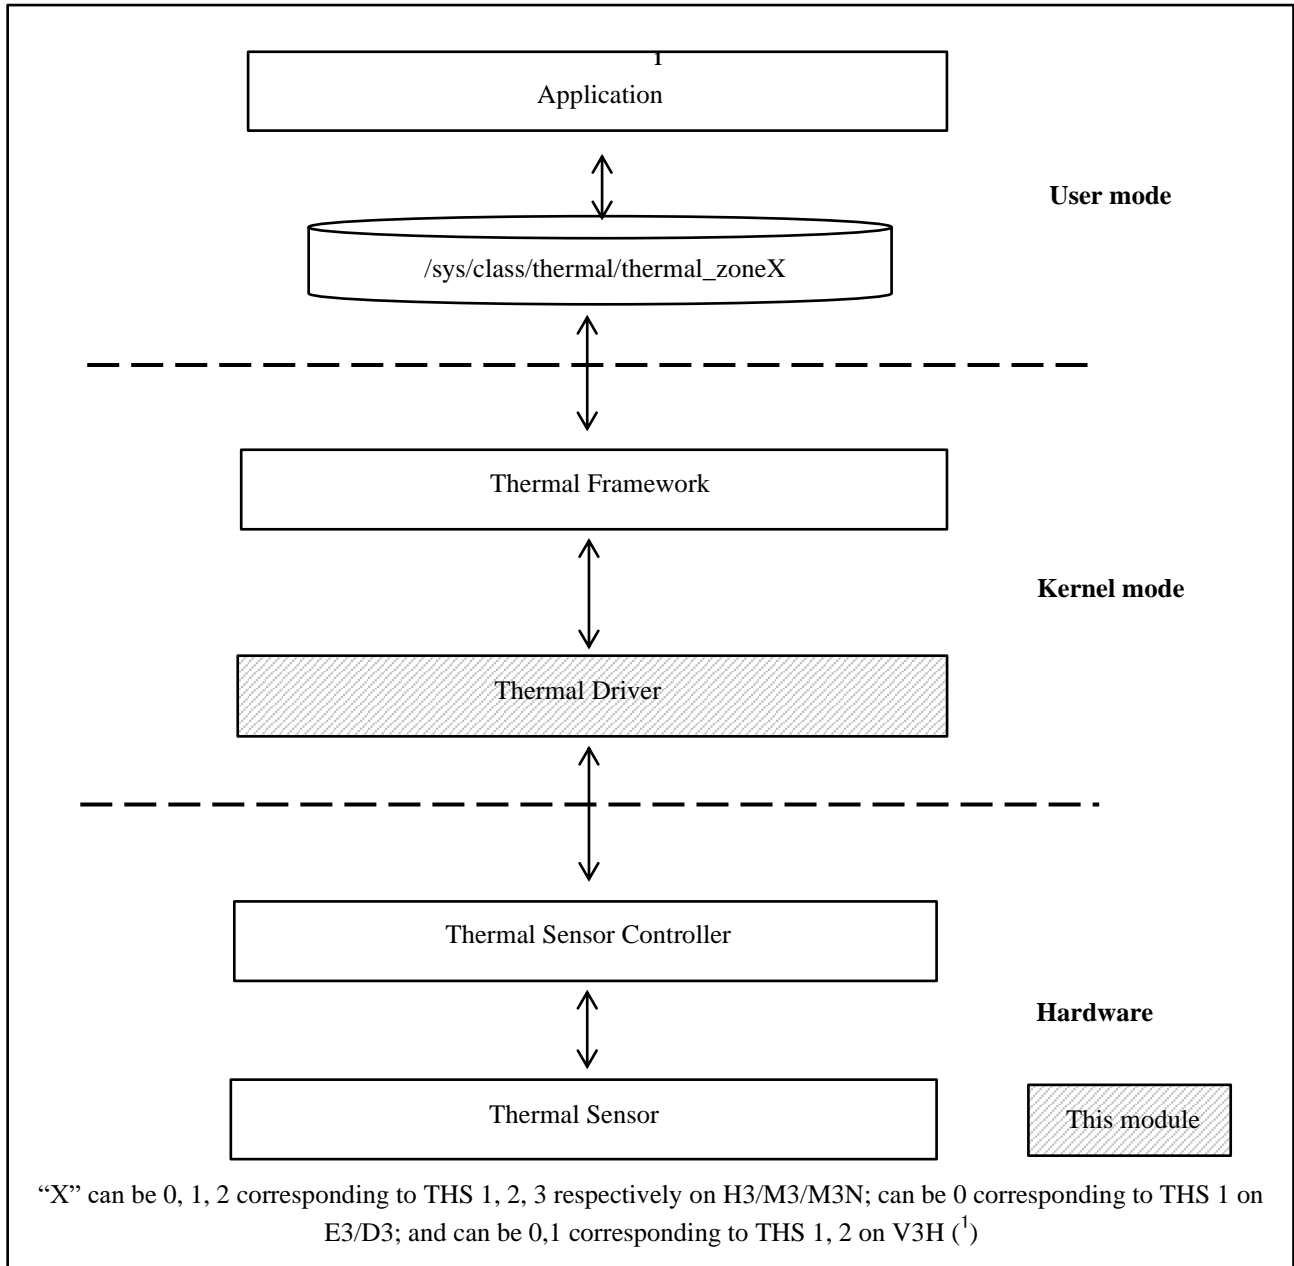 1
Application
User mode
/sys/class/thermal/thermal_zoneX
Thermal Framework
Kernel mode
Thermal Driver
Thermal Sensor Controller
Hardware
Thermal Sensor
This module
“X” can be 0, 1, 2 corresponding to THS 1, 2, 3 respectively on H3/M3/M3N; can be 0 corresponding to THS 1 on
E3/D3; and can be 0,1 corresponding to THS 1, 2 on V3H (¹)